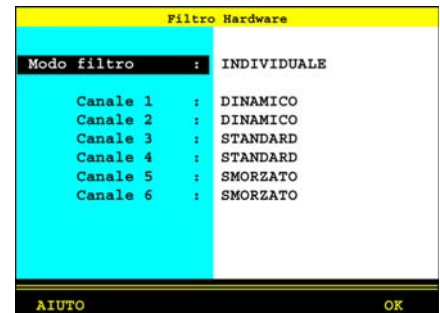 Filtro Hardware
Modo filtro : INDIVIDUALE
Canale 1 : DINAMICO
Canale 2 : DINAMICO
Canale 3 : STANDARD
Canale 4 : STANDARD
Canale 5 : SMORZATO
Canale 6 : SMORZATO
AIUTO OK